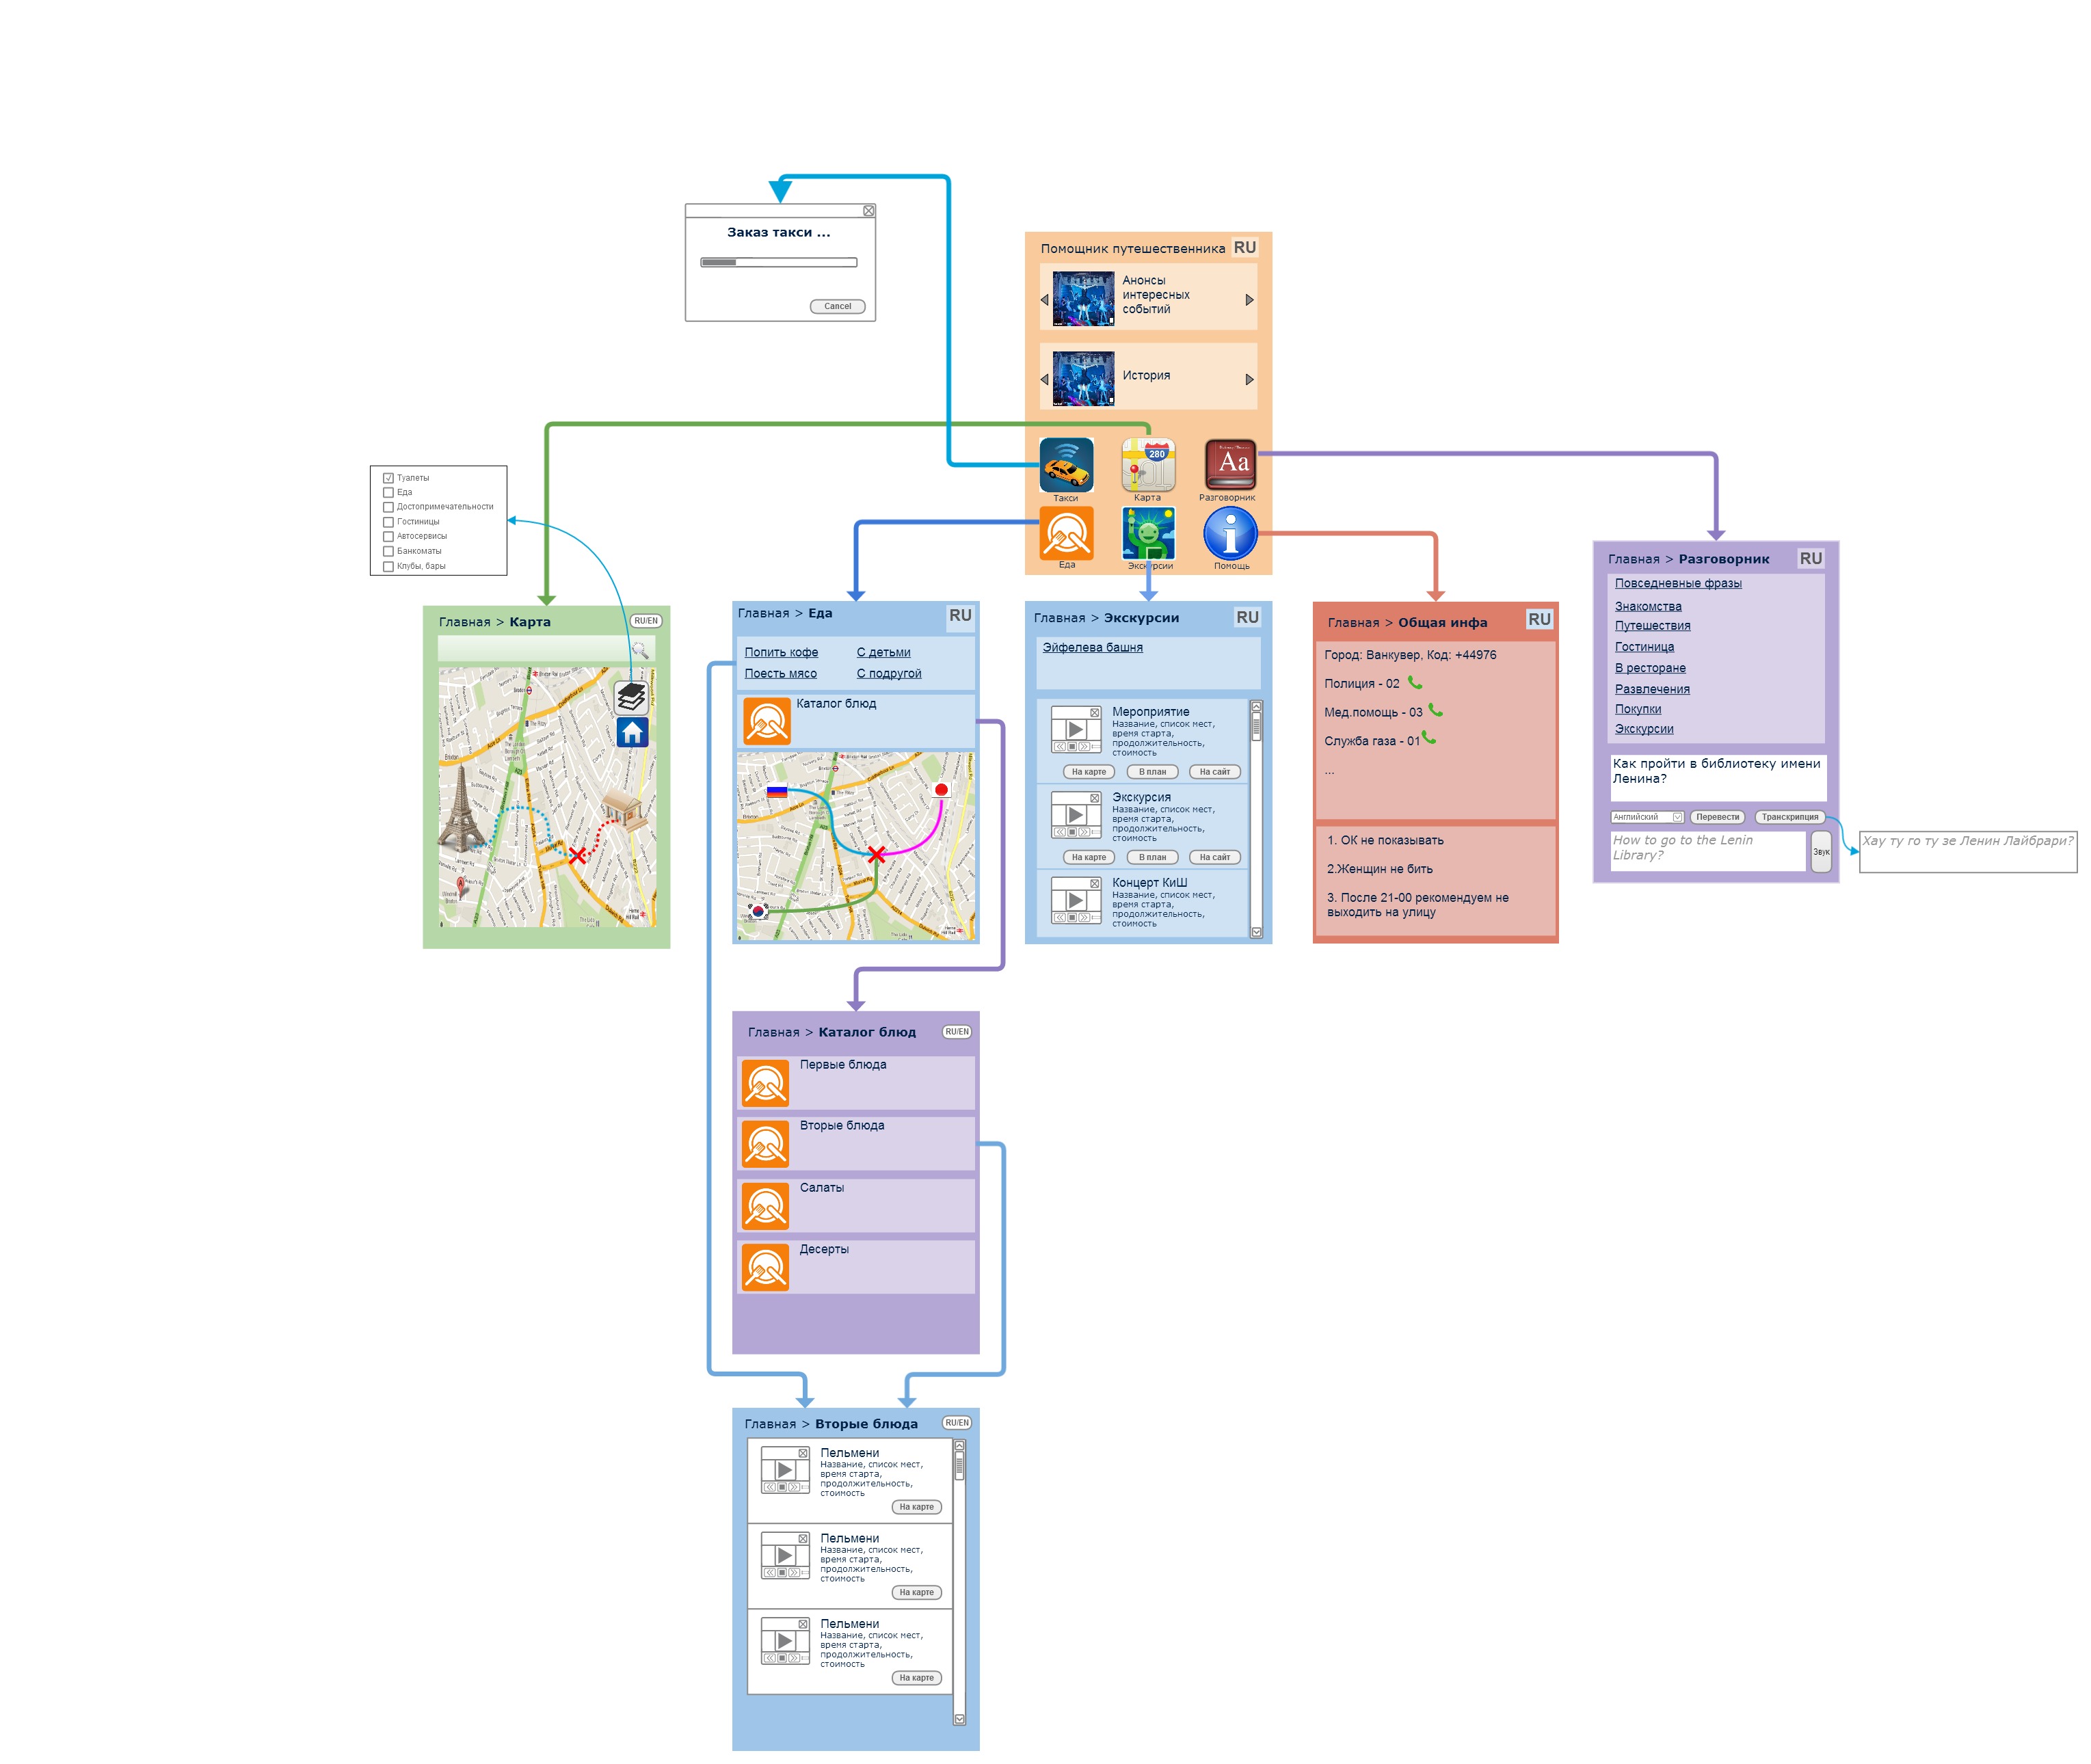 Заказ такси ...
Cancel
Помощник путешественника
RU
Анонсы
интересных
событий
История
280
Aa
Такси
Карта
Разговорник
Еда
Экскурсии
Помощь
Туалеты
Еда
Достопримечательности
Гостиницы
Автосервисы
Банкоматы
Клубы, бары
Главная > Карта
RU/EN
Главная > Еда
RU
Попить кофе
С детьми
Поесть мясо
С подругой
Каталог блюд
Главная > Экскурсии
RU
Эйфелева башня
Мероприятие
Название, список мест,
время старта,
продолжительность,
стоимость
На карте
В план
На сайт
Экскурсия
Название, список мест,
время старта,
продолжительность,
стоимость
На карте
В план
На сайт
Концерт КиШ
Название, список мест,
время старта,
продолжительность,
стоимость
Главная > Общая инфа
RU
Город: Ванкувер, Код: +44976
Полиция - 02
Мед.помощь - 03
Служба газа - 01
...
1. ОК не показывать
2.Женщин не бить
3. После 21-00 рекомендуем не
выходить на улицу
Главная > Разговорник
RU
Повседневные фразы
Знакомства
Путешествия
Гостиница
В ресторане
Развлечения
Покупки
Экскурсии
Как пройти в библиотеку имени
Ленина?
Английский
Перевести
Транскрипция
How to go to the Lenin
Library?
Звук
Хау ту го ту зе Ленин Лайбрари?
Главная > Каталог блюд
RU/EN
Первые блюда
Вторые блюда
Салаты
Десерты
Главная > Вторые блюда
RU/EN
Пельмени
Название, список мест,
время старта,
продолжительность,
стоимость
На карте
Пельмени
Название, список мест,
время старта,
продолжительность,
стоимость
На карте
Пельмени
Название, список мест,
время старта,
продолжительность,
стоимость
На карте